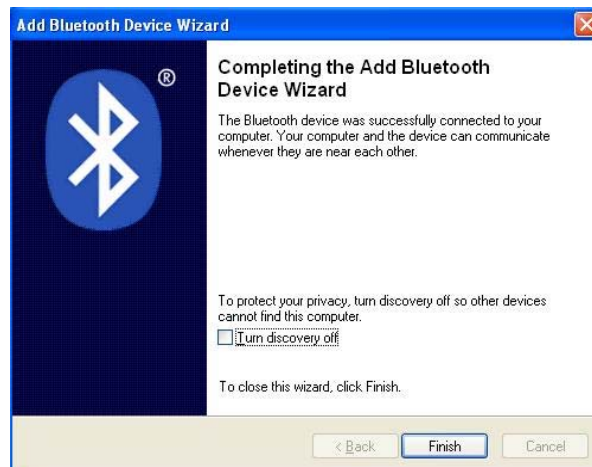 Add Bluetooth Device Wizard
®
Completing the Add Bluetooth
Device Wizard
The Bluetooth device was successfully connected to your
computer. Your computer and the device can communicate
whenever they are near each other.
To protect your privacy, turn discovery off so other devices
cannot find this computer.
Turn discovery off
To close this wizard, click Finish.
< Back
Finish
Cancel